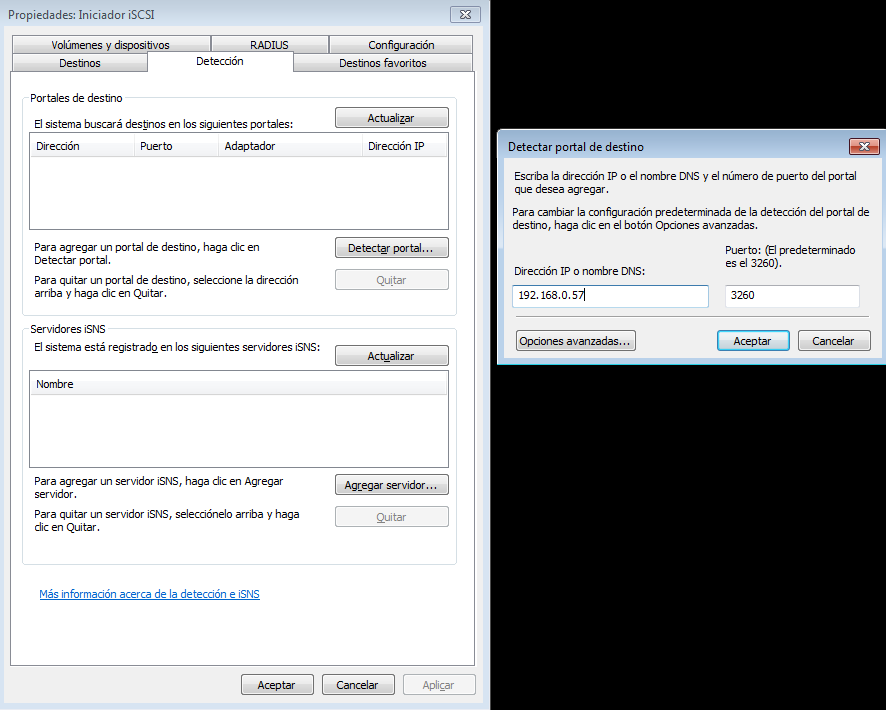 Propiedades: Iniciador iSCSI
Volúmenes y dispositivos
RADIUS
Configuración
Destinos
Detección
Destinos favoritos
Portales de destino
El sistema buscará destinos en los siguientes portales:
Actualizar
Dirección
Puerto
Adaptador
Dirección IP
Para agregar un portal de destino, haga clic en
Detectar portal.
Detectar portal...
Para quitar un portal de destino, seleccione la dirección
arriba y haga clic en Quitar.
Quitar
Servidores iSNS
El sistema está registrado en los siguientes servidores iSNS:
Actualizar
Nombre
Para agregar un servidor iSNS, haga clic en Agregar
servidor.
Agregar servidor...
Para quitar un servidor iSNS, selecciónelo arriba y haga
clic en Quitar.
Quitar
Más información acerca de la detección e iSNS
Aceptar
Cancelar
Aplicar
Detectar portal de destino
Escriba la dirección IP o el nombre DNS y el número de puerto del portal
que desea agregar.
Para cambiar la configuración predeterminada de la detección del portal de
destino, haga clic en el botón Opciones avanzadas.
Dirección IP o nombre DNS:
Puerto: (El predeterminado
es el 3260).
192.168.0.57
3260
Opciones avanzadas...
Aceptar
Cancelar